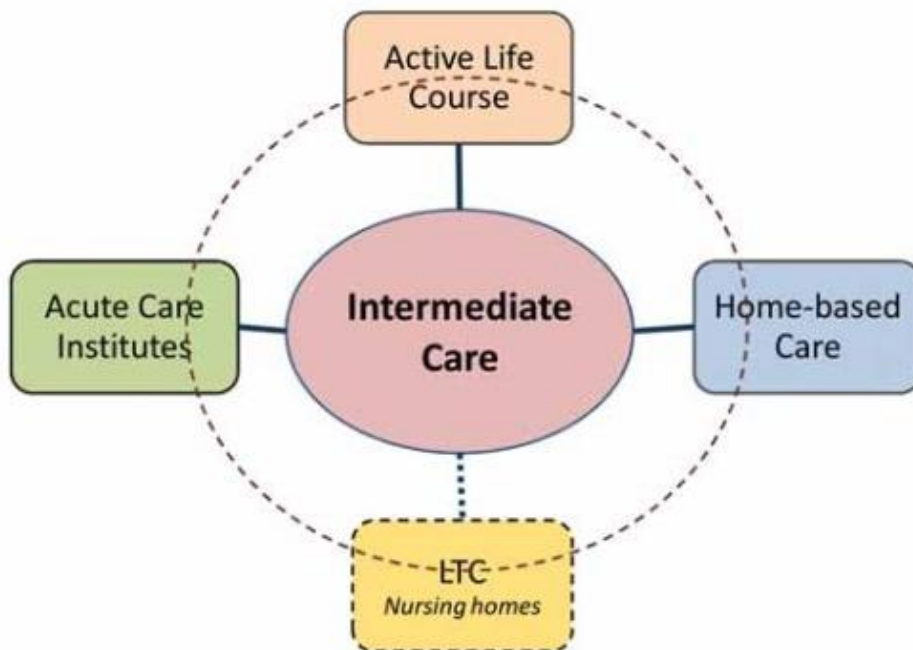 Active Life
Course
Acute Care
Institutes
Intermediate
Care
Home-based
Care
LTC
Nursing homes